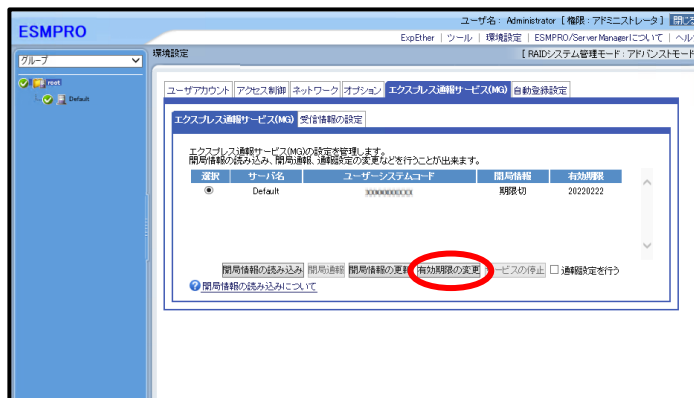 ユーザ名： Administrator [ 権限：アドミニストレータ ] 閉じ
ESMPRO
ExpEther | ツール | 環境設定 | ESMPRO/ServerManagerについて | ヘル
グループ
環境設定
[ RAIDシステム管理モード：アドバンストモード
root
Default
ユーザアカウント アクセス制御 ネットワーク オプション エクスプレス通報サービス(MG) 自動登録設定
エクスプレス通報サービス(MG) 受信情報の設定
エクスプレス通報サービス(MG)の設定を管理します。
開局情報の読み込み、開局通報、通報設定の変更などを行うことが出来ます。
選択 サーバ名 ユーザーシステムコード 開局情報 有効期限
Default 期限切 20220222
開局情報の読み込み 開局通報 開局情報の更新 有効期限の変更 サービスの停止 通報設定を行う
開局情報の読み込みについて